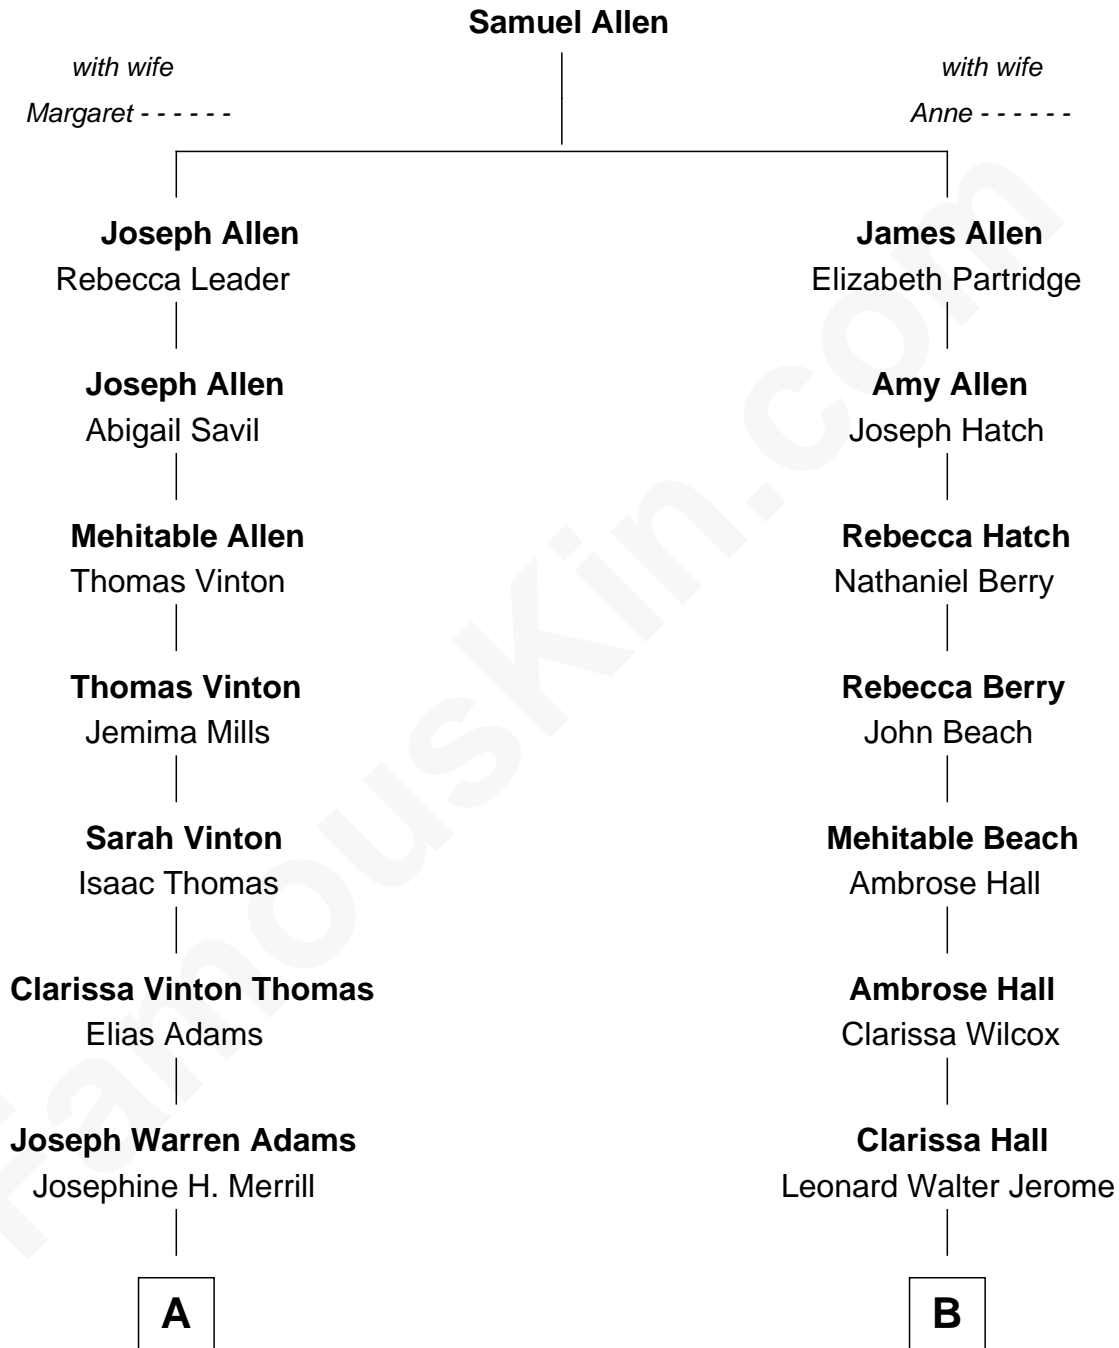 Samuel Allen
with wife
Margaret - - - - - -
with wife
Anne - - - - - -
Joseph Allen
Rebecca Leader
James Allen
Elizabeth Partridge
Joseph Allen
Abigail Savil
Amy Allen
Joseph Hatch
Mehitable Allen
Thomas Vinton
Rebecca Hatch
Nathaniel Berry
Thomas Vinton
Jemima Mills
Rebecca Berry
John Beach
Sarah Vinton
Isaac Thomas
Mehitable Beach
Ambrose Hall
Clarissa Vinton Thomas
Elias Adams
Ambrose Hall
Clarissa Wilcox
Joseph Warren Adams
Josephine H. Merrill
Clarissa Hall
Leonard Walter Jerome
A
B
FamousKin.com